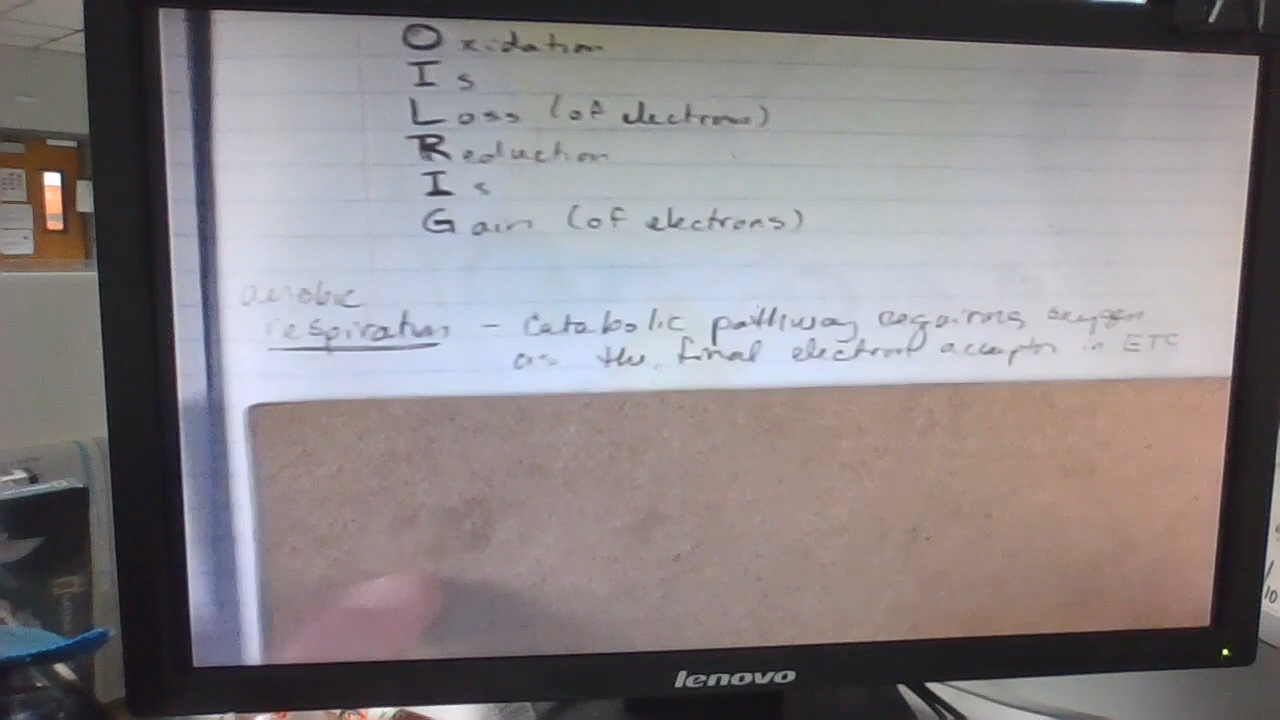 Oxidation
Is
Loss (of electrons)
Reduction
Is
Gain (of electrons)
aerobic
respiration - Catabolic pathway requiring oxygen
as the final electron acceptor in ETC
lenovo